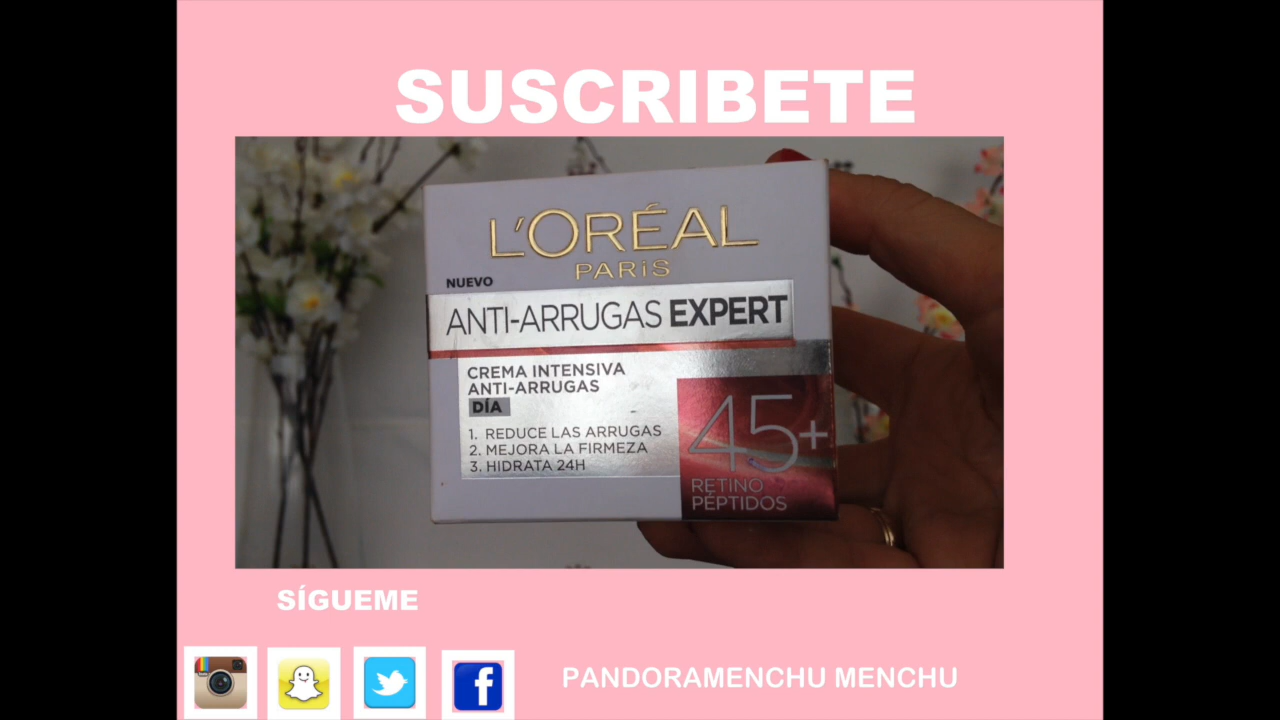 SUSCRIBETE
L'ORÉAL
PARIS
NUEVO
ANTI-ARRUGAS EXPERT
CREMA INTENSIVA
ANTI-ARRUGAS
DÍA
1. REDUCE LAS ARRUGAS
2. MEJORA LA FIRMEZA
3. HIDRATA 24H
45+
RETINO
PÉPTIDOS
SÍGUEME
PANDORAMENCHU MENCHU